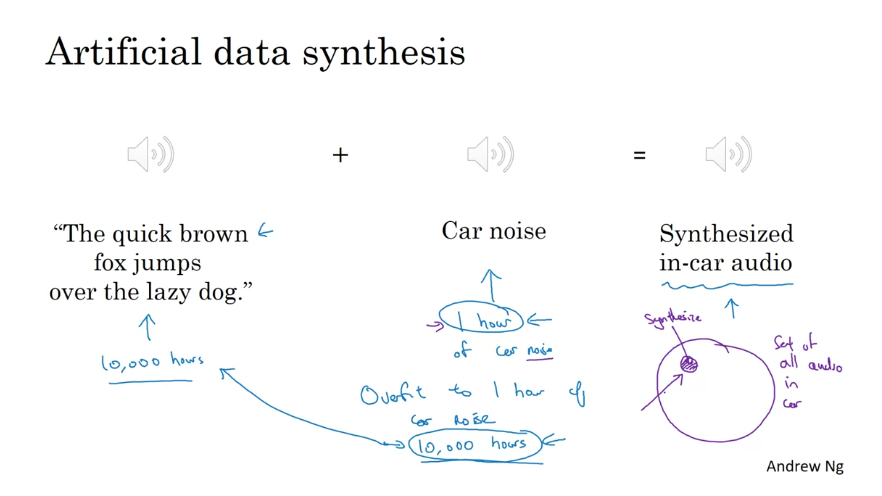 Artificial data synthesis
+
=
“The quick brown
fox jumps
over the lazy dog.”
10,000 hours
Car noise
1 hour
of car noise
Overfit to 1 hour of
car noise
10,000 hours
Synthesized
in-car audio
Synthesize
Set of
all audio
in
car
Andrew Ng